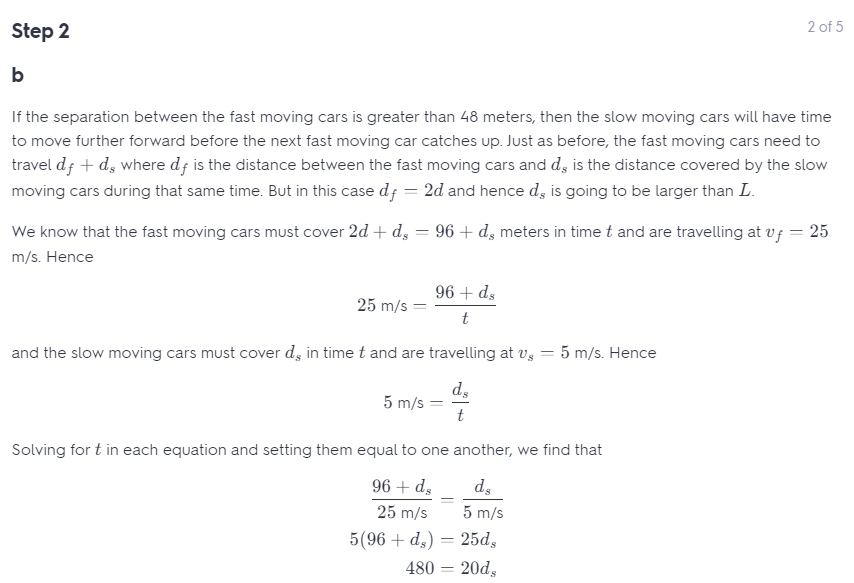 Step 2
2 of 5
b
If the separation between the fast moving cars is greater than 48 meters, then the slow moving cars will have time
to move further forward before the next fast moving car catches up. Just as before, the fast moving cars need to
travel d_f + d_s where d_f is the distance between the fast moving cars and d_s is the distance covered by the slow
moving cars during that same time. But in this case d_f = 2d and hence d_s is going to be larger than L.
We know that the fast moving cars must cover 2d + d_s = 96 + d_s meters in time t and are travelling at v_f = 25
m/s. Hence
25 m/s = \frac{96 + d_s}{t}
and the slow moving cars must cover d_s in time t and are travelling at v_s = 5 m/s. Hence
5 m/s = \frac{d_s}{t}
Solving for t in each equation and setting them equal to one another, we find that
\frac{96 + d_s}{25 m/s} = \frac{d_s}{5 m/s}
5(96 + d_s) = 25d_s
480 = 20d_s